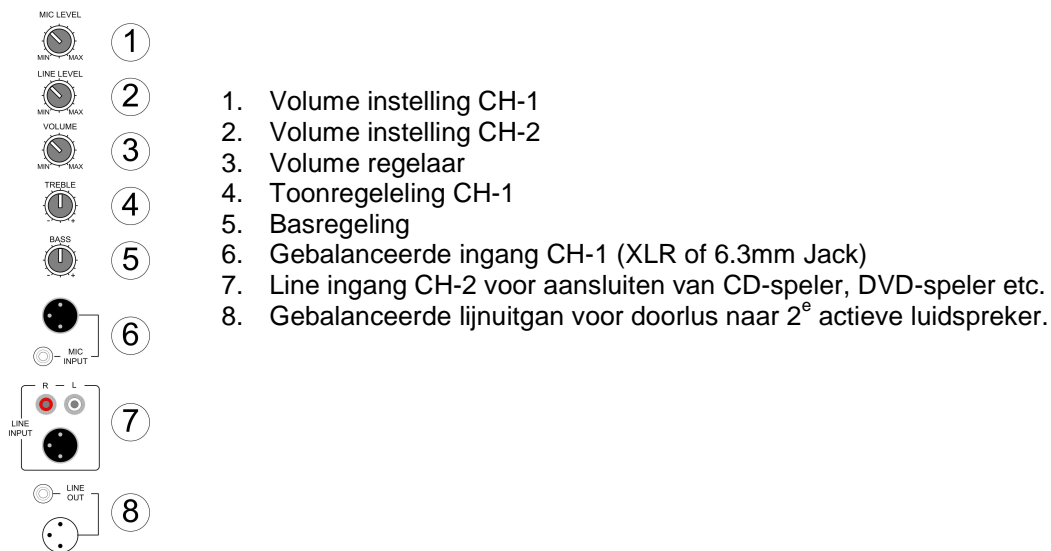 MIC LEVEL
MIN MAX
1
LINE LEVEL
MIN MAX
2
VOLUME
MIN MAX
3
TREBLE
- +
4
BASS
- +
5
MIC
INPUT
6
R L
LINE
INPUT
7
LINE
OUT
8
1. Volume instelling CH-1
2. Volume instelling CH-2
3. Volume regelaar
4. Toonregeleling CH-1
5. Basregeling
6. Gebalanceerde ingang CH-1 (XLR of 6.3mm Jack)
7. Line ingang CH-2 voor aansluiten van CD-speler, DVD-speler etc.
8. Gebalanceerde lijnuitgan voor doorlus naar 2e actieve luidspreker.